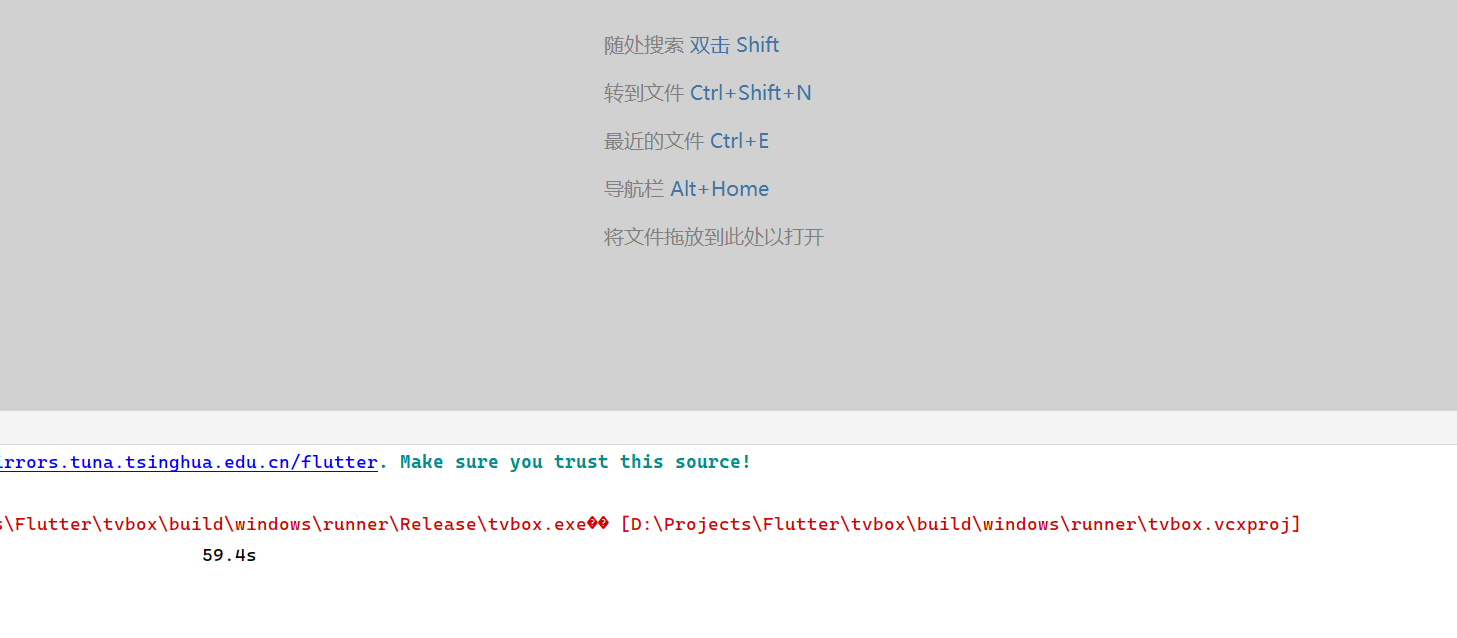 随处搜索 双击 Shift
转到文件 Ctrl+Shift+N
最近的文件 Ctrl+E
导航栏 Alt+Home
将文件拖放到此处以打开
irrors.tuna.tsinghua.edu.cn/flutter. Make sure you trust this source!
s\Flutter\tvbox\build\windows\runner\Release\tvbox.exe�� [D:\Projects\Flutter\tvbox\build\windows\runner\tvbox.vcxproj]
59.4s